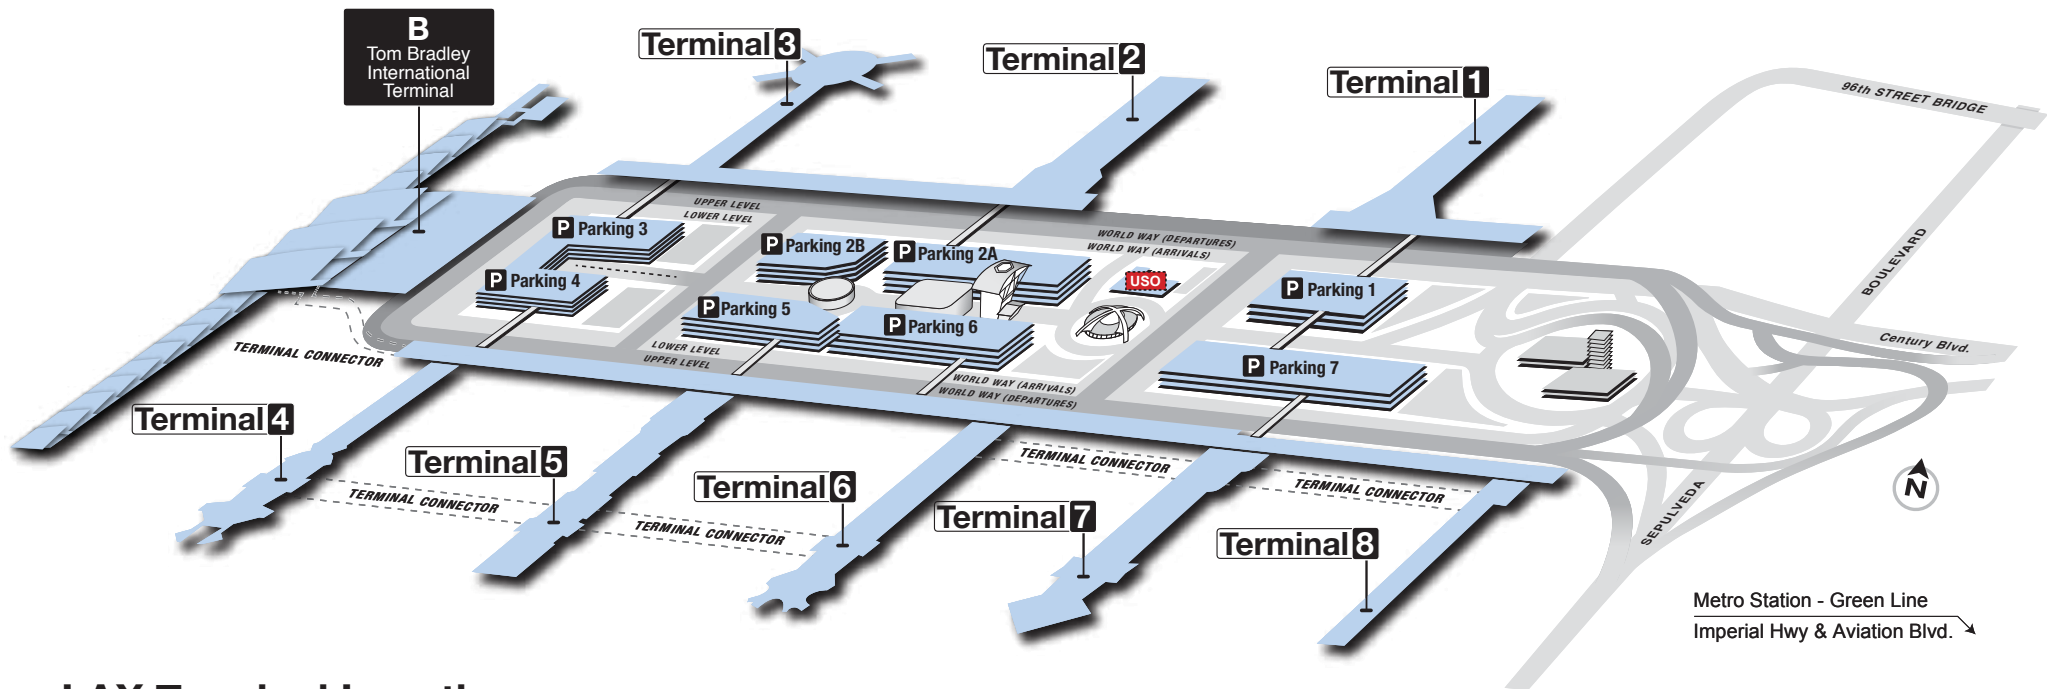 B
Tom Bradley
International
Terminal
Terminal 3
Terminal 2
Terminal 1
96th STREET BRIDGE
BOULEVARD
UPPER LEVEL
LOWER LEVEL
WORLD WAY (DEPARTURES)
WORLD WAY (ARRIVALS)
P Parking 3
P Parking 2B
P Parking 2A
P Parking 4
USO
P Parking 1
P Parking 5
P Parking 6
P Parking 7
Century Blvd.
TERMINAL CONNECTOR
LOWER LEVEL
UPPER LEVEL
WORLD WAY (ARRIVALS)
WORLD WAY (DEPARTURES)
Terminal 4
Terminal 5
Terminal 6
Terminal 7
Terminal 8
TERMINAL CONNECTOR
TERMINAL CONNECTOR
TERMINAL CONNECTOR
TERMINAL CONNECTOR
SEPULVEDA
N
Metro Station - Green Line
Imperial Hwy & Aviation Blvd.